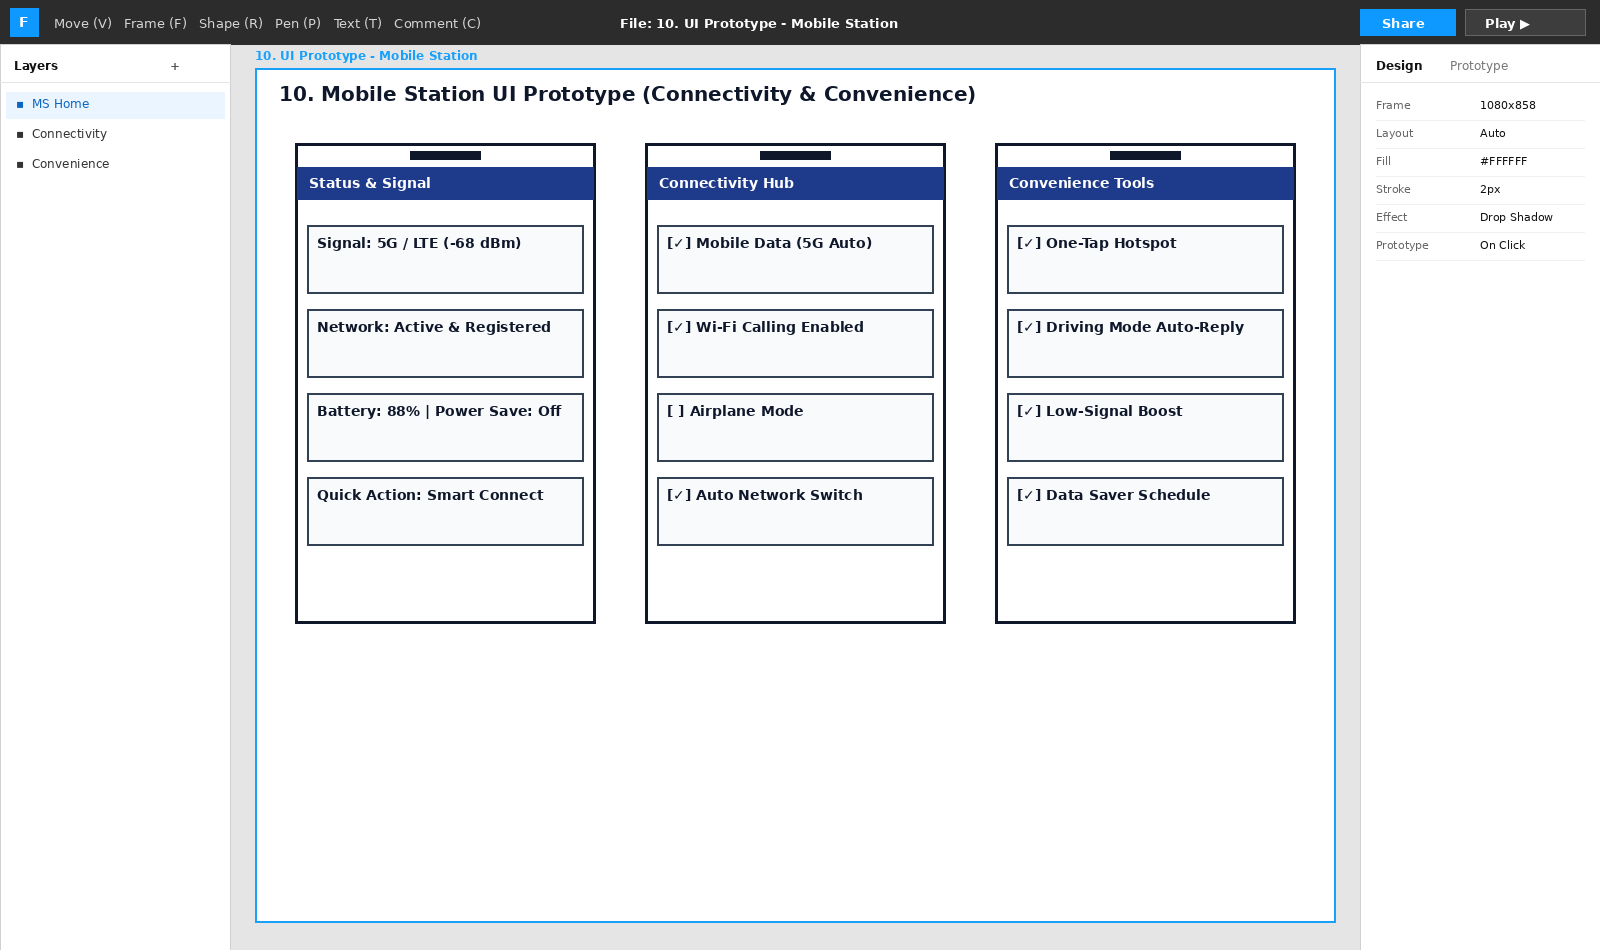 F Move (V) Frame (F) Shape (R) Pen (P) Text (T) Comment (C) File: 10. UI Prototype - Mobile Station Share Play ▶
Layers +
■ MS Home
■ Connectivity
■ Convenience
10. UI Prototype - Mobile Station
10. Mobile Station UI Prototype (Connectivity & Convenience)
Status & Signal
Signal: 5G / LTE (-68 dBm)
Network: Active & Registered
Battery: 88% | Power Save: Off
Quick Action: Smart Connect
Connectivity Hub
[✓] Mobile Data (5G Auto)
[✓] Wi-Fi Calling Enabled
[ ] Airplane Mode
[✓] Auto Network Switch
Convenience Tools
[✓] One-Tap Hotspot
[✓] Driving Mode Auto-Reply
[✓] Low-Signal Boost
[✓] Data Saver Schedule
Design Prototype
Frame 1080x858
Layout Auto
Fill #FFFFFF
Stroke 2px
Effect Drop Shadow
Prototype On Click